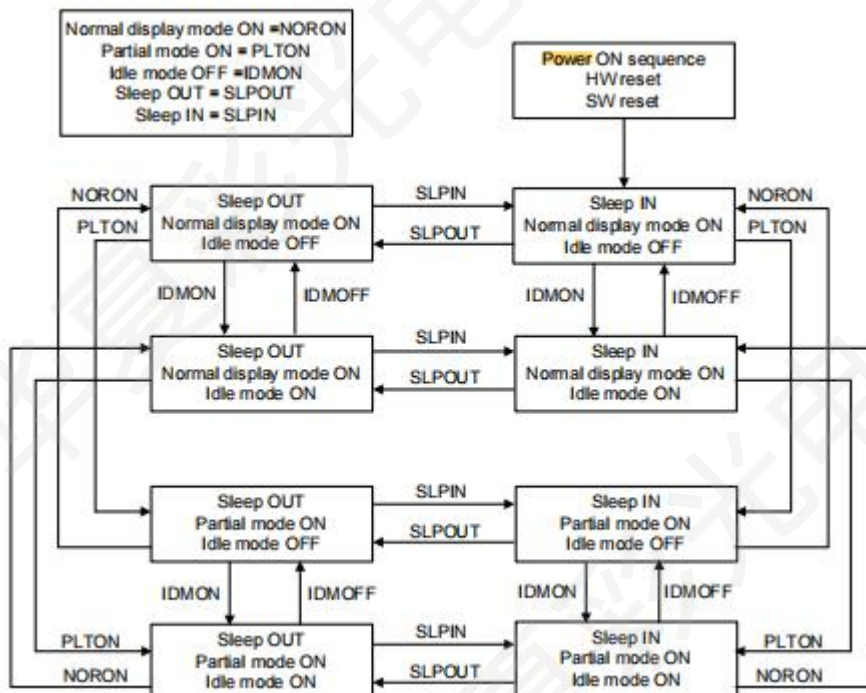 Normal display mode ON =NORON
Partial mode ON = PLTON
Idle mode OFF =IDMON
Sleep OUT = SLPOUT
Sleep IN = SLPIN
Power ON sequence
HW reset
SW reset
NORON
PLTON
Sleep OUT
Normal display mode ON
Idle mode OFF
SLPIN
SLPOUT
Sleep IN
Normal display mode ON
Idle mode OFF
NORON
PLTON
IDMON
IDMOFF
IDMON
IDMOFF
Sleep OUT
Normal display mode ON
Idle mode ON
SLPIN
SLPOUT
Sleep IN
Normal display mode ON
Idle mode ON
Sleep OUT
Partial mode ON
Idle mode OFF
SLPIN
SLPOUT
Sleep IN
Partial mode ON
Idle mode OFF
IDMON
IDMOFF
IDMON
IDMOFF
PLTON
NORON
Sleep OUT
Partial mode ON
Idle mode ON
SLPIN
SLPOUT
Sleep IN
Partial mode ON
Idle mode ON
PLTON
NORON
华夏彩光电